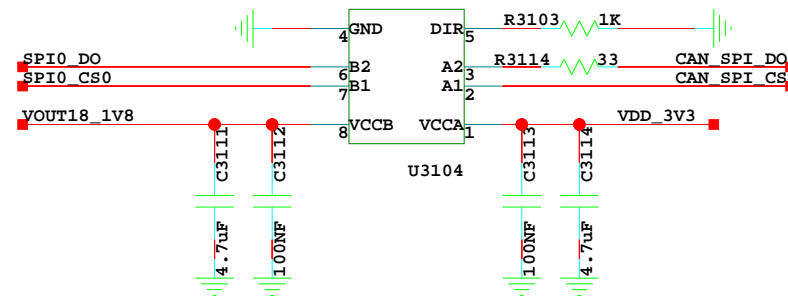 R3103 1K
GND DIR
4 5
SPI0_DO B2 A2 R3114 33 CAN_SPI_DO
6 3
SPI0_CS0 B1 A1 CAN_SPI_CS
7 2
VOUT18_1V8 VCCB VCCA VDD_3V3
8 1
U3104
C3111 C3112 C3113 C3114
4.7uF 100NF 100NF 4.7uF